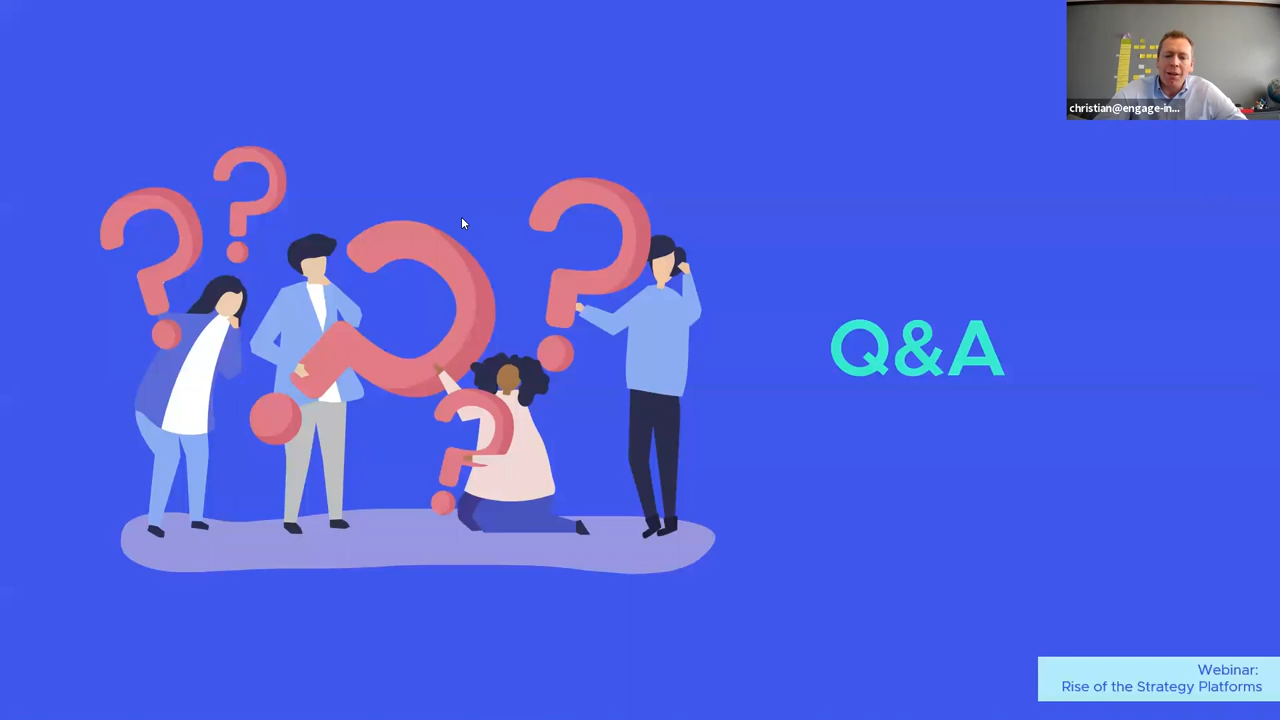 christian@engage-in...
Q&A
Webinar:
Rise of the Strategy Platforms